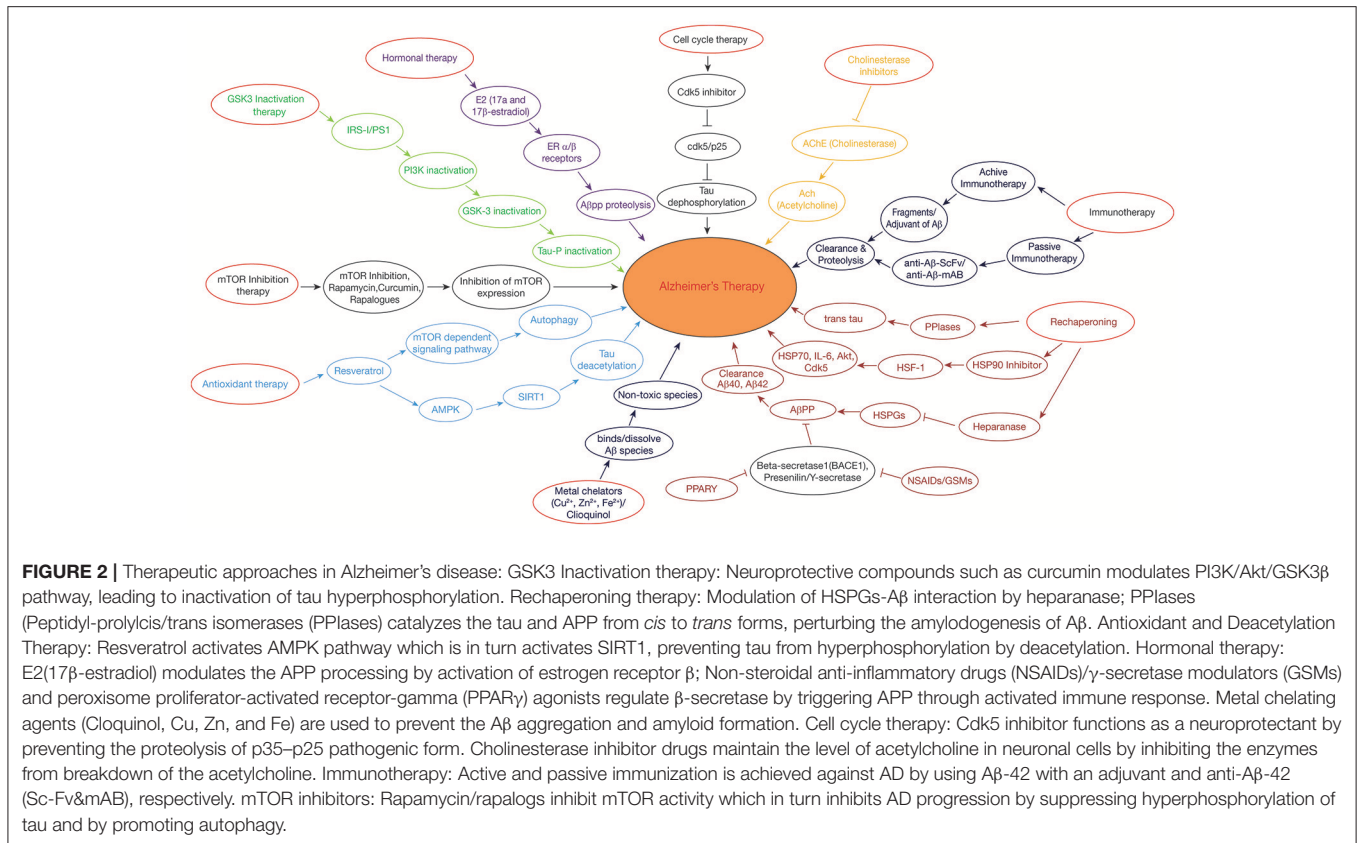 Cell cycle therapy
Cdk5 inhibitor
cdk5/p25
Tau
dephosphorylation
Hormonal therapy
E2 (17a and
17β-estradiol)
ER α/β
receptors
Aβpp proteolysis
GSK3 Inactivation
therapy
IRS-I/PS1
PI3K inactivation
GSK-3 inactivation
Tau-P inactivation
Cholinesterase
inhibitors
AChE (Cholinesterase)
Ach
(Acetylcholine)
Achive
Immunotherapy
Fragments/
Adjuvant of Aβ
Immunotherapy
Passive
Immunotherapy
anti-Aβ-ScFv/
anti-Aβ-mAB
Clearance &
Proteolysis
Alzheimer's Therapy
mTOR Inhibition
therapy
mTOR Inhibition,
Rapamycin,Curcumin,
Rapalogues
Inhibition of mTOR
expression
Antioxidant therapy
Resveratrol
mTOR dependent
signaling pathway
Autophagy
AMPK
SIRT1
Tau
deacetylation
Non-toxic species
binds/dissolve
Aβ species
Metal chelators
(Cu²⁺, Zn²⁺, Fe²⁺)/
Clioquinol
trans tau
PPlases
Rechaperoning
HSP70, IL-6, Akt,
Cdk5
HSF-1
HSP90 Inhibitor
Clearance
Aβ40, Aβ42
AβPP
HSPGs
Heparanase
Beta-secretase1(BACE1),
Presenilin/Y-secretase
PPARY
NSAIDs/GSMs
FIGURE 2 | Therapeutic approaches in Alzheimer's disease: GSK3 Inactivation therapy: Neuroprotective compounds such as curcumin modulates PI3K/Akt/GSK3β
pathway, leading to inactivation of tau hyperphosphorylation. Rechaperoning therapy: Modulation of HSPGs-Aβ interaction by heparanase; PPIases
(Peptidyl-prolylcis/trans isomerases (PPIases) catalyzes the tau and APP from cis to trans forms, perturbing the amylodogenesis of Aβ. Antioxidant and Deacetylation
Therapy: Resveratrol activates AMPK pathway which is in turn activates SIRT1, preventing tau from hyperphosphorylation by deacetylation. Hormonal therapy:
E2(17β-estradiol) modulates the APP processing by activation of estrogen receptor β; Non-steroidal anti-inflammatory drugs (NSAIDs)/γ-secretase modulators (GSMs)
and peroxisome proliferator-activated receptor-gamma (PPARγ) agonists regulate β-secretase by triggering APP through activated immune response. Metal chelating
agents (Cloquinol, Cu, Zn, and Fe) are used to prevent the Aβ aggregation and amyloid formation. Cell cycle therapy: Cdk5 inhibitor functions as a neuroprotectant by
preventing the proteolysis of p35–p25 pathogenic form. Cholinesterase inhibitor drugs maintain the level of acetylcholine in neuronal cells by inhibiting the enzymes
from breakdown of the acetylcholine. Immunotherapy: Active and passive immunization is achieved against AD by using Aβ-42 with an adjuvant and anti-Aβ-42
(Sc-Fv&mAB), respectively. mTOR inhibitors: Rapamycin/rapalogs inhibit mTOR activity which in turn inhibits AD progression by suppressing hyperphosphorylation of
tau and by promoting autophagy.